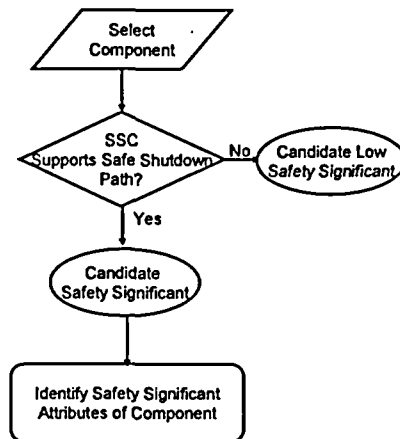 Select
Component
SSC
Supports Safe Shutdown
Path?
No
Candidate Low
Safety Significant
Yes
Candidate
Safety Significant
Identify Safety Significant
Attributes of Component